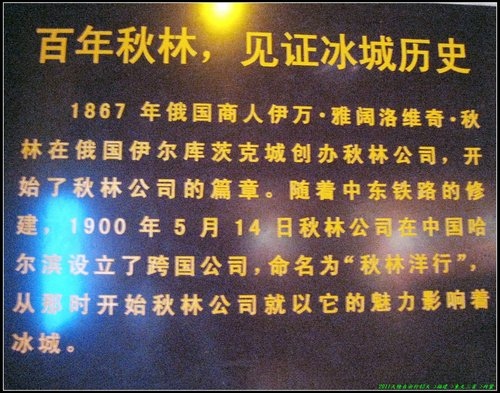 百年秋林，见证冰城历史
1867 年俄国商人伊万·雅阔洛维奇·秋
林在俄国伊尔库茨克城创办秋林公司，开
始了秋林公司的篇章。随着中东铁路的修
建，1900 年 5 月 14 日秋林公司在中国哈
尔滨设立了跨国公司，命名为“秋林洋行”，
从那时开始秋林公司就以它的魅力影响着
冰城。